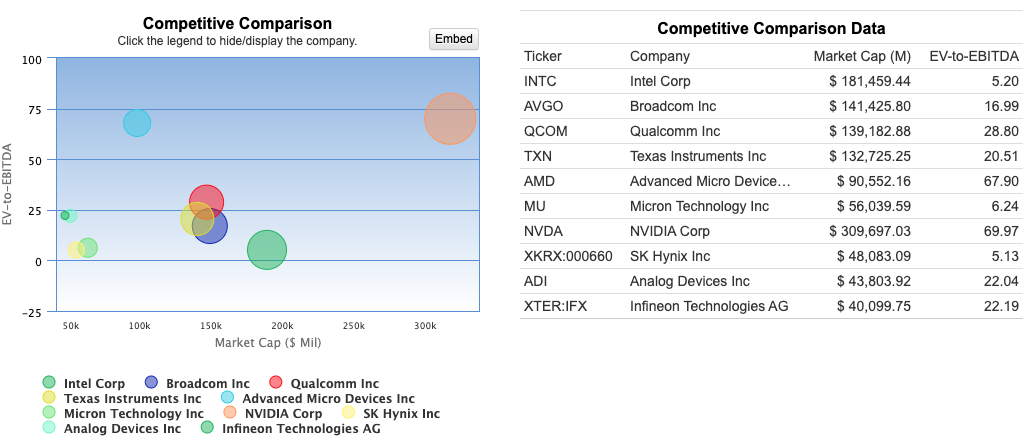 Competitive Comparison
Click the legend to hide/display the company.
Embed
100
75
50
25
0
-25
EV-to-EBITDA
50k 100k 150k 200k 250k 300k
Market Cap ($ Mil)
Intel Corp Broadcom Inc Qualcomm Inc
Texas Instruments Inc Advanced Micro Devices Inc
Micron Technology Inc NVIDIA Corp SK Hynix Inc
Analog Devices Inc Infineon Technologies AG
Competitive Comparison Data
Ticker Company Market Cap (M) EV-to-EBITDA
INTC Intel Corp $ 181,459.44 5.20
AVGO Broadcom Inc $ 141,425.80 16.99
QCOM Qualcomm Inc $ 139,182.88 28.80
TXN Texas Instruments Inc $ 132,725.25 20.51
AMD Advanced Micro Device... $ 90,552.16 67.90
MU Micron Technology Inc $ 56,039.59 6.24
NVDA NVIDIA Corp $ 309,697.03 69.97
XKRX:000660 SK Hynix Inc $ 48,083.09 5.13
ADI Analog Devices Inc $ 43,803.92 22.04
XTER:IFX Infineon Technologies AG $ 40,099.75 22.19